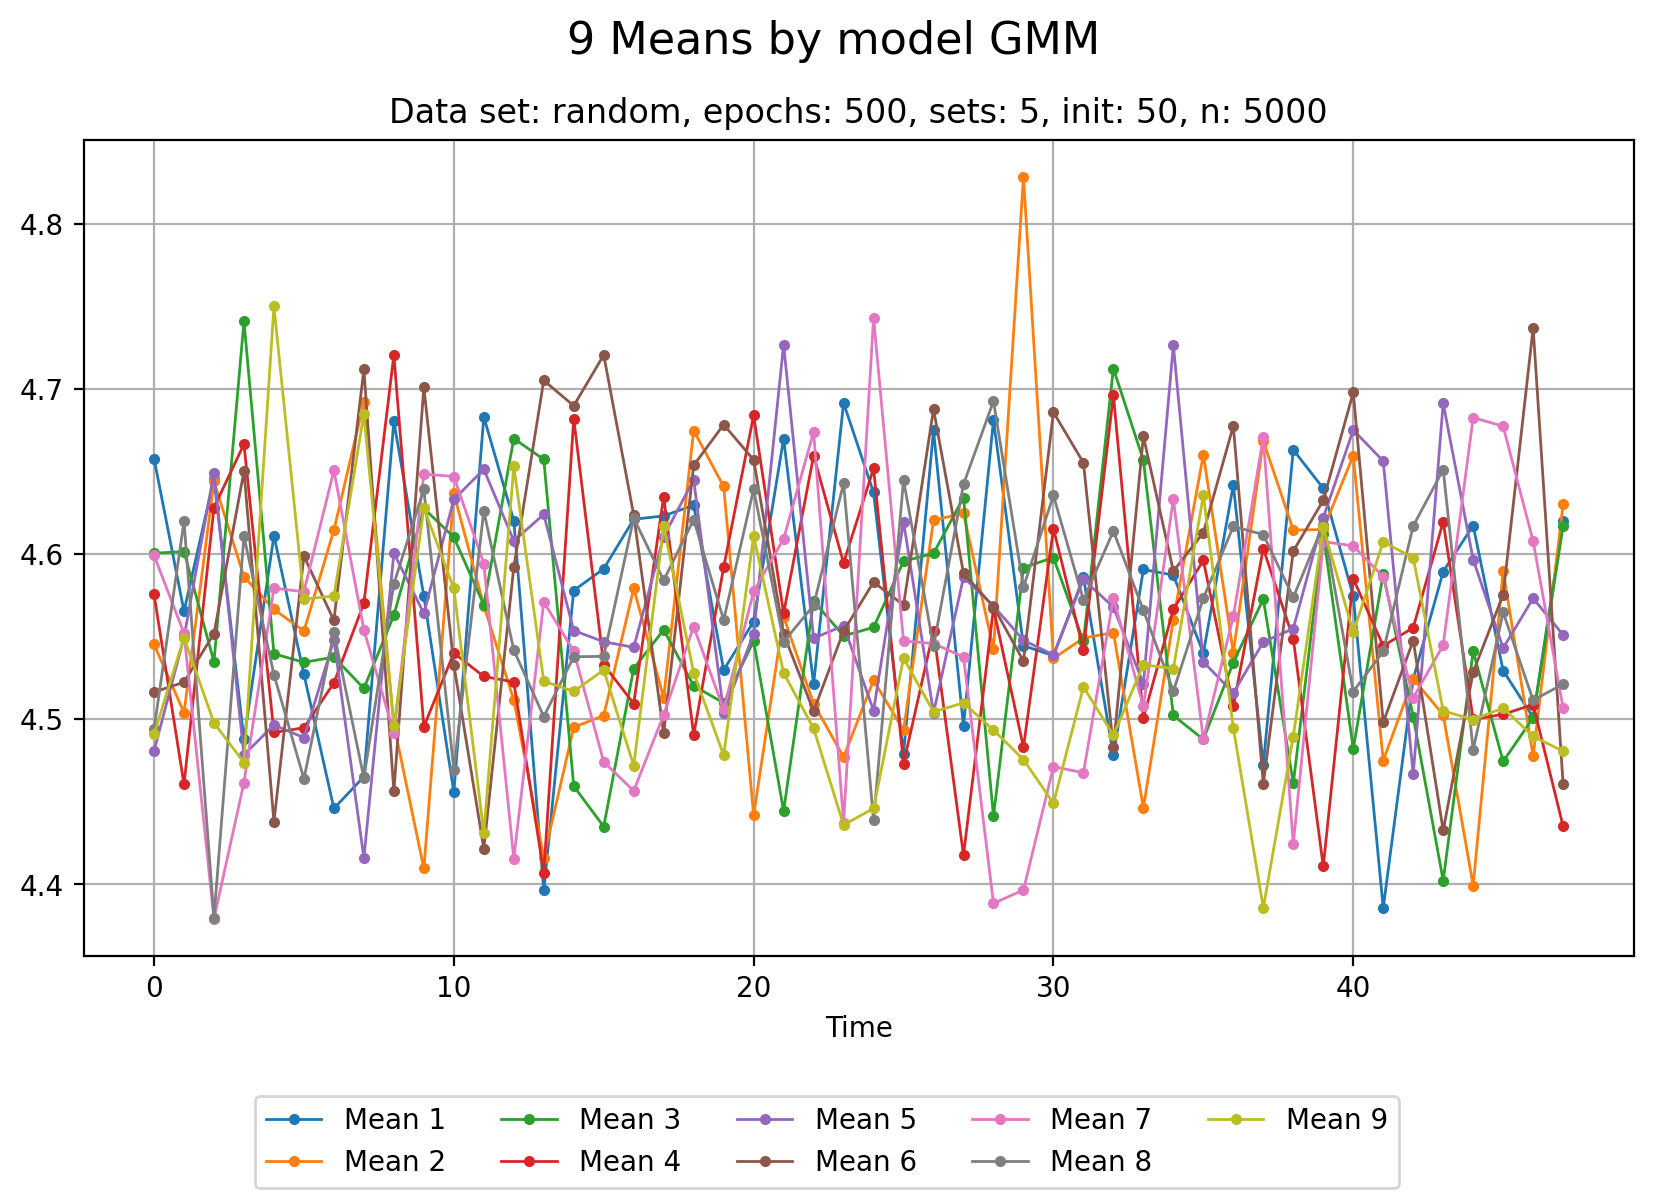 9 Means by model GMM
Data set: random, epochs: 500, sets: 5, init: 50, n: 5000
4.8
4.7
4.6
4.5
4.4
0 10 20 30 40
Time
Mean 1 Mean 3 Mean 5 Mean 7 Mean 9
Mean 2 Mean 4 Mean 6 Mean 8